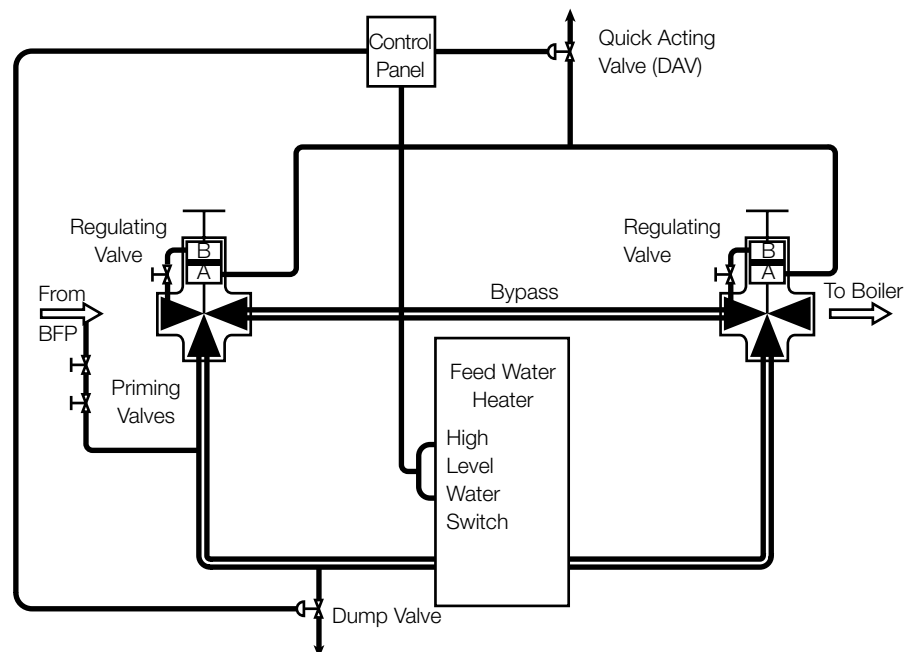 Control
Panel
Quick Acting
Valve (DAV)
Regulating
Valve
B
A
Regulating
Valve
B
A
From
BFP
Bypass
To Boiler
Priming
Valves
Feed Water
Heater
High
Level
Water
Switch
Dump Valve